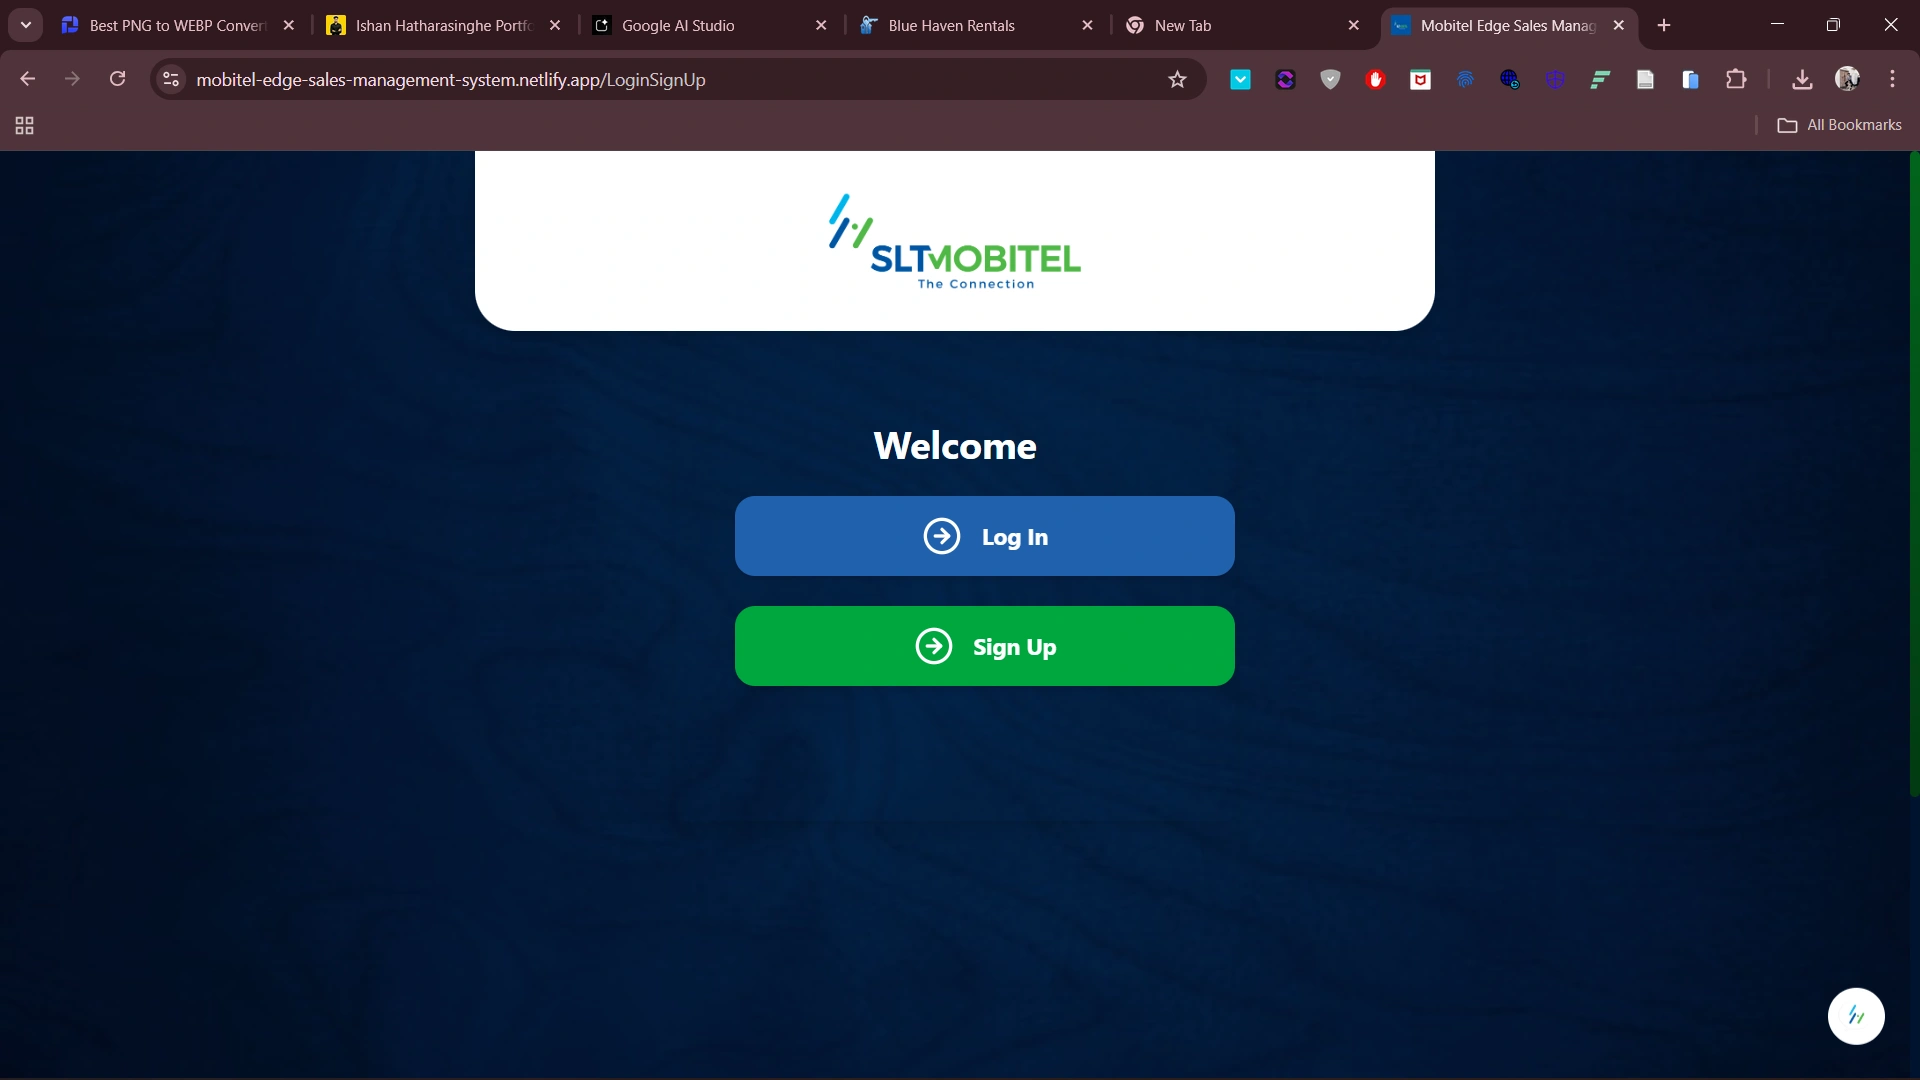 Best PNG to WEBP Convert
Ishan Hatharasinghe Portfo
Google AI Studio
Blue Haven Rentals
New Tab
Mobitel Edge Sales Manag
mobitel-edge-sales-management-system.netlify.app/LoginSignUp
All Bookmarks
SLTMOBITEL
The Connection
Welcome
Log In
Sign Up